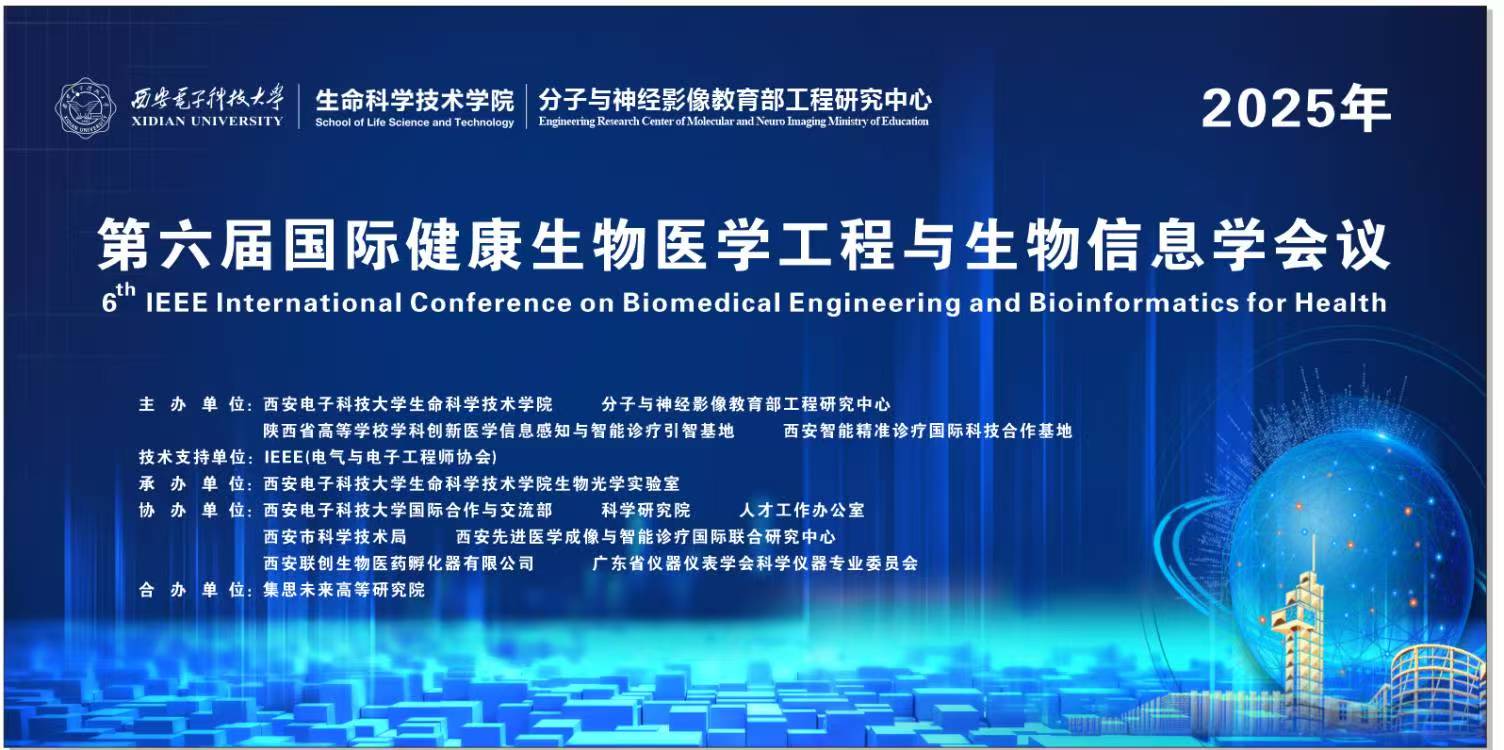 西安电子科技大学
XIDIAN UNIVERSITY
生命科学技术学院
School of Life Science and Technology
分子与神经影像教育部工程研究中心
Engineering Research Center of Molecular and Neuro Imaging Ministry of Education
2025年
第六届国际健康生物医学工程与生物信息学会议
6th IEEE International Conference on Biomedical Engineering and Bioinformatics for Health
主办单位：西安电子科技大学生命科学技术学院 分子与神经影像教育部工程研究中心
陕西省高等学校学科创新医学信息感知与智能诊疗引智基地 西安智能精准诊疗国际科技合作基地
技术支持单位：IEEE(电气与电子工程师协会)
承办单位：西安电子科技大学生命科学技术学院生物光学实验室
协办单位：西安电子科技大学国际合作与交流部 科学研究院 人才工作办公室
西安市科学技术局 西安先进医学成像与智能诊疗国际联合研究中心
西安联创生物医药孵化器有限公司 广东省仪器仪表学会科学仪器专业委员会
合办单位：集思未来高等研究院